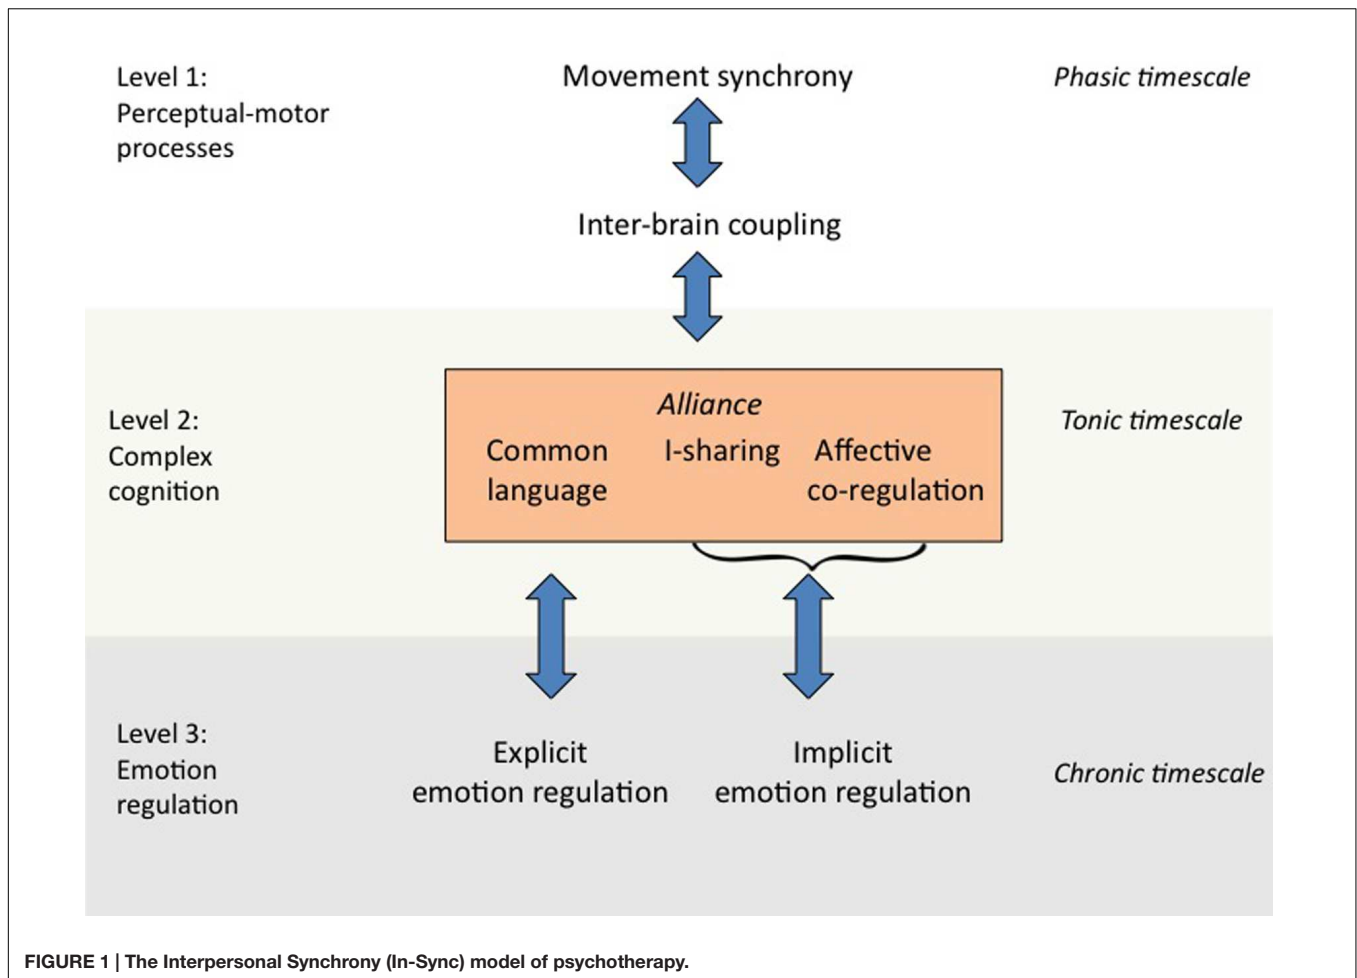 Level 1:
Perceptual-motor
processes
Movement synchrony
Phasic timescale
Inter-brain coupling
Level 2:
Complex
cognition
Alliance
Common
language
I-sharing
Affective
co-regulation
Tonic timescale
Level 3:
Emotion
regulation
Explicit
emotion regulation
Implicit
emotion regulation
Chronic timescale
FIGURE 1 | The Interpersonal Synchrony (In-Sync) model of psychotherapy.